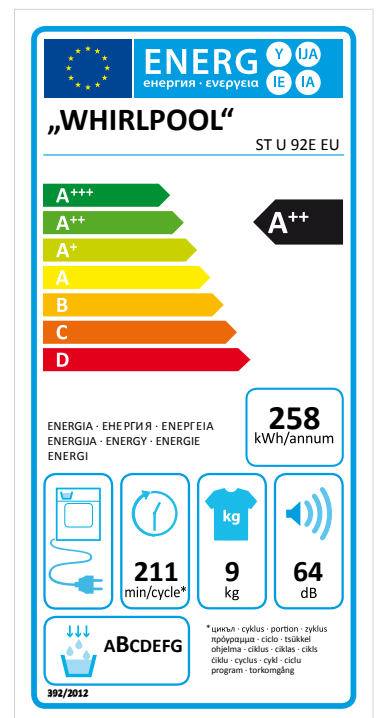 ENERG Y IJA
енергия · ενεργεια IE IA
„WHIRLPOOL“
ST U 92E EU
A+++
A++
A++
A+
A
B
C
D
258
kWh/annum
ENERGIA · ЕНЕРГИЯ · ΕΝΕΡΓΕΙΑ
ENERGIJA · ENERGY · ENERGIE
ENERGI
kg
211
min/cycle*
9
kg
64
dB
ABCDEFG
*цикъл · cyklus · portion · zyklus
πρόγραμμα · ciclo · tsükkel
ohjelma · ciklus · ciklas · cikls
ċiklu · cyclus · cykl · ciclu
program · torkomgång
392/2012